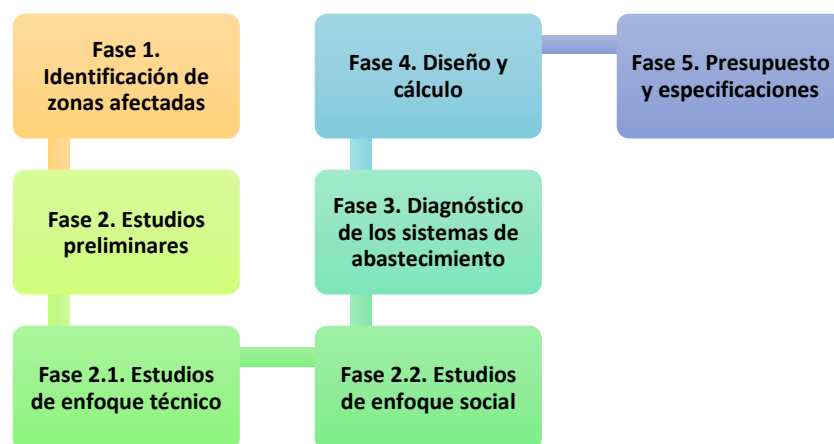 Fase 1.
Identificación de
zonas afectadas
Fase 2. Estudios
preliminares
Fase 2.1. Estudios
de enfoque técnico
Fase 2.2. Estudios
de enfoque social
Fase 3. Diagnóstico
de los sistemas de
abastecimiento
Fase 4. Diseño y
cálculo
Fase 5. Presupuesto
y especificaciones